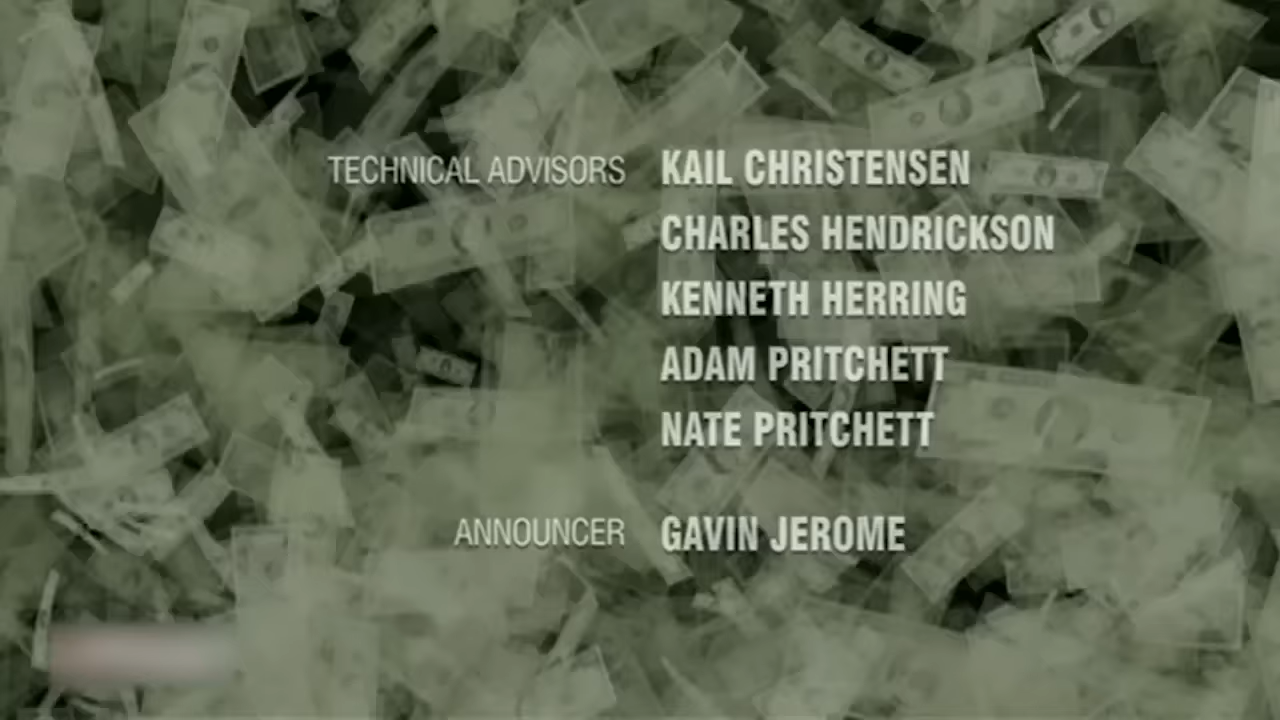 TECHNICAL ADVISORS KAIL CHRISTENSEN
CHARLES HENDRICKSON
KENNETH HERRING
ADAM PRITCHETT
NATE PRITCHETT
ANNOUNCER GAVIN JEROME